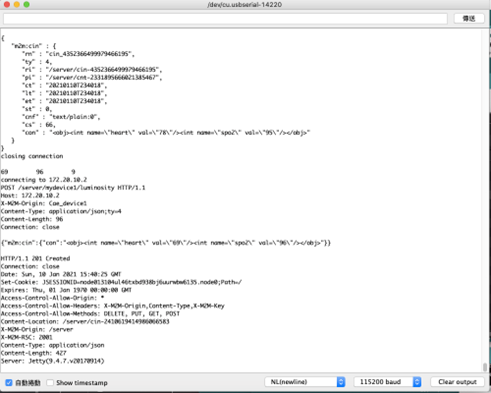 /dev/cu.usbserial-14220
傳送
{
"m2m:cin" : {
"rn" : "cin_4352366499979466195",
"ty" : 4,
"ri" : "/server/cin-4352366499979466195",
"pi" : "/server/cnt-2331895666021385467",
"ct" : "20210110T234018",
"lt" : "20210110T234018",
"et" : "20210110T234018",
"st" : 0,
"cnf" : "text/plain:0",
"cs" : 66,
"con" : "<obj><int name=\"heart\" val=\"78\"/><int name=\"spo2\" val=\"95\"/></obj>"
}
}
closing connection
69 96 9
connecting to 172.20.10.2
POST /server/mydevice1/luminosity HTTP/1.1
Host: 172.20.10.2
X-M2M-Origin: Cae_device1
Content-Type: application/json;ty=4
Content-Length: 96
Connection: close
{"m2m:cin":{"con":"<obj><int name=\"heart\" val=\"69\"/><int name=\"spo2\" val=\"96\"/></obj>"}}
HTTP/1.1 201 Created
Connection: close
Date: Sun, 10 Jan 2021 15:40:25 GMT
Set-Cookie: JSESSIONID=node013104ul46txbd938bj6uurwbw6135.node0;Path=/
Expires: Thu, 01 Jan 1970 00:00:00 GMT
Access-Control-Allow-Origin: *
Access-Control-Allow-Headers: X-M2M-Origin,Content-Type,X-M2M-Key
Access-Control-Allow-Methods: DELETE, PUT, GET, POST
Content-Location: /server/cin-2410619414986066583
X-M2M-Origin: /server
X-M2M-RSC: 2001
Content-Type: application/json
Content-Length: 427
Server: Jetty(9.4.7.v20170914)
自動捲動 Show timestamp NL(newline) 115200 baud Clear output